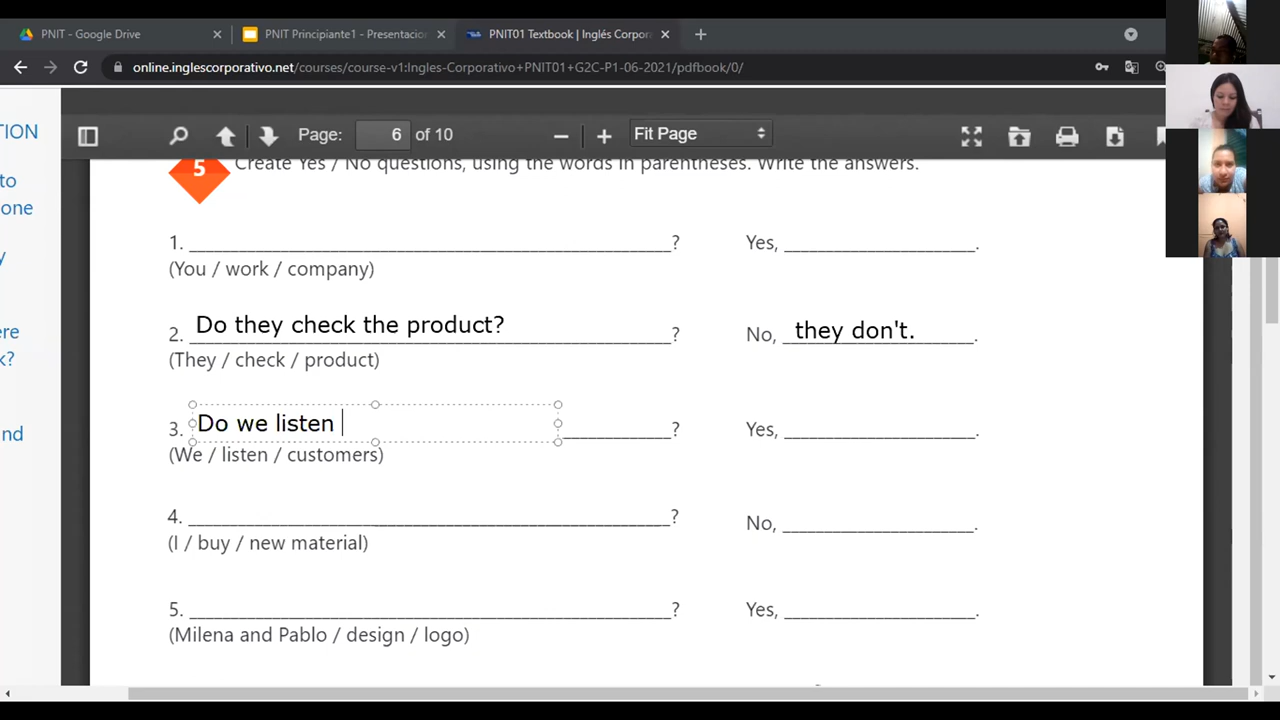 PNIT - Google Drive
PNIT Principiante1 - Presentacion
PNIT01 Textbook | Inglés Corpor
online.inglescorporativo.net/courses/course-v1:Ingles-Corporativo+PNIT01+G2C-P1-06-2021/pdfbook/0/
Page: 6 of 10
Fit Page
TION
to
one
y
ere
k?
nd
5 Create Yes / No questions, using the words in parentheses. Write the answers.
1. ? Yes, .
(You / work / company)
2. Do they check the product? ? No, they don't. .
(They / check / product)
3. Do we listen ? Yes, .
(We / listen / customers)
4. ? No, .
(I / buy / new material)
5. ? Yes, .
(Milena and Pablo / design / logo)